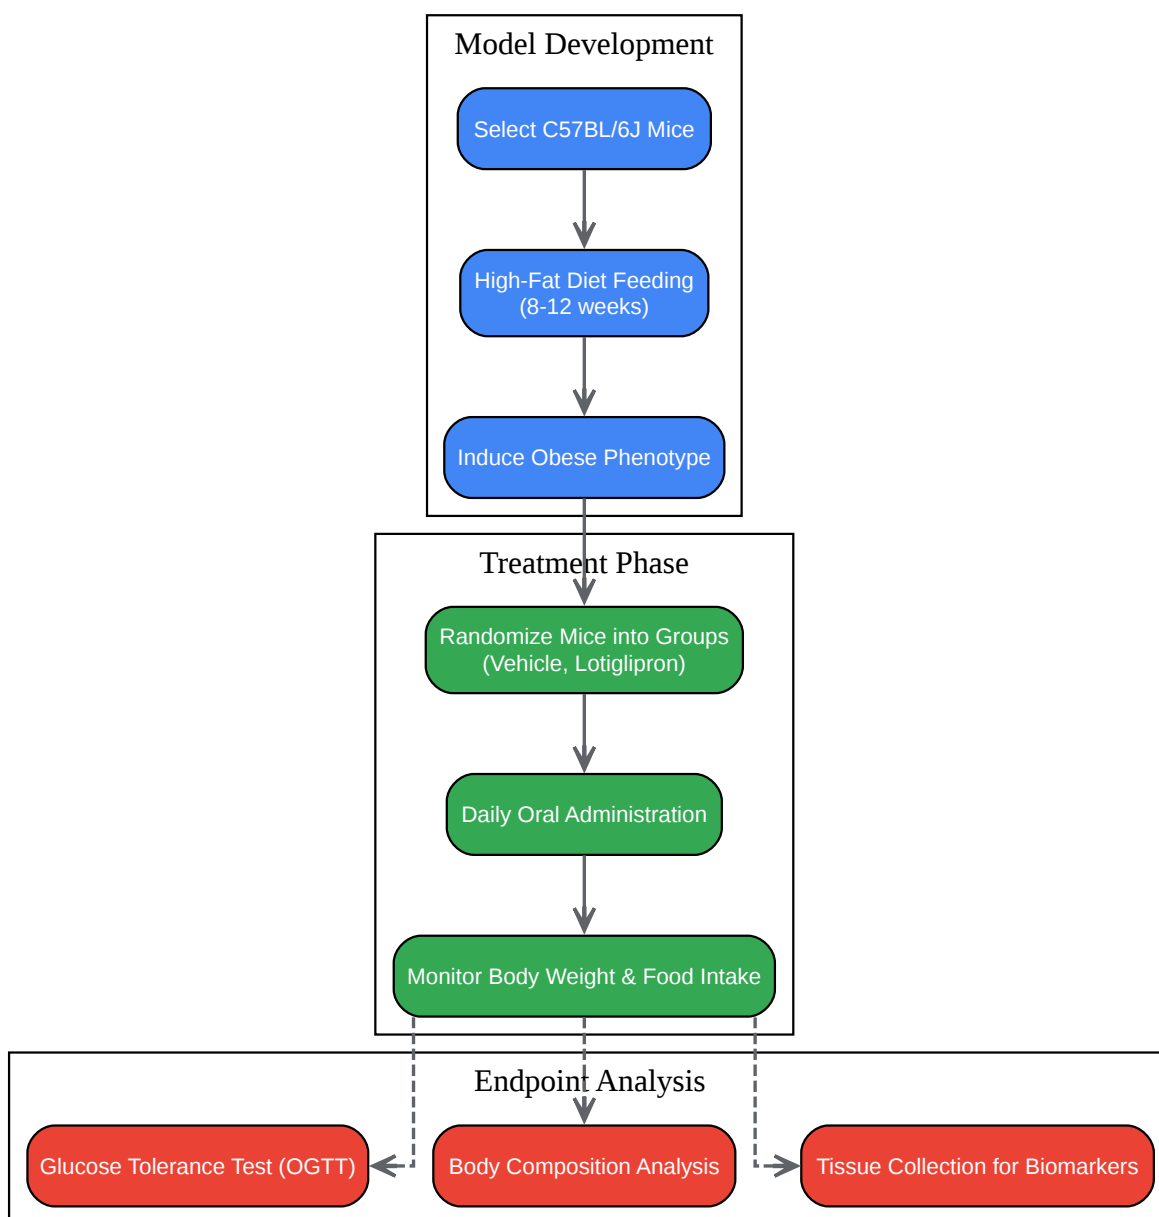 Model Development
Select C57BL/6J Mice
High-Fat Diet Feeding
(8-12 weeks)
Induce Obese Phenotype
Treatment Phase
Randomize Mice into Groups
(Vehicle, Lotiglipron)
Daily Oral Administration
Monitor Body Weight & Food Intake
Endpoint Analysis
Glucose Tolerance Test (OGTT)
Body Composition Analysis
Tissue Collection for Biomarkers